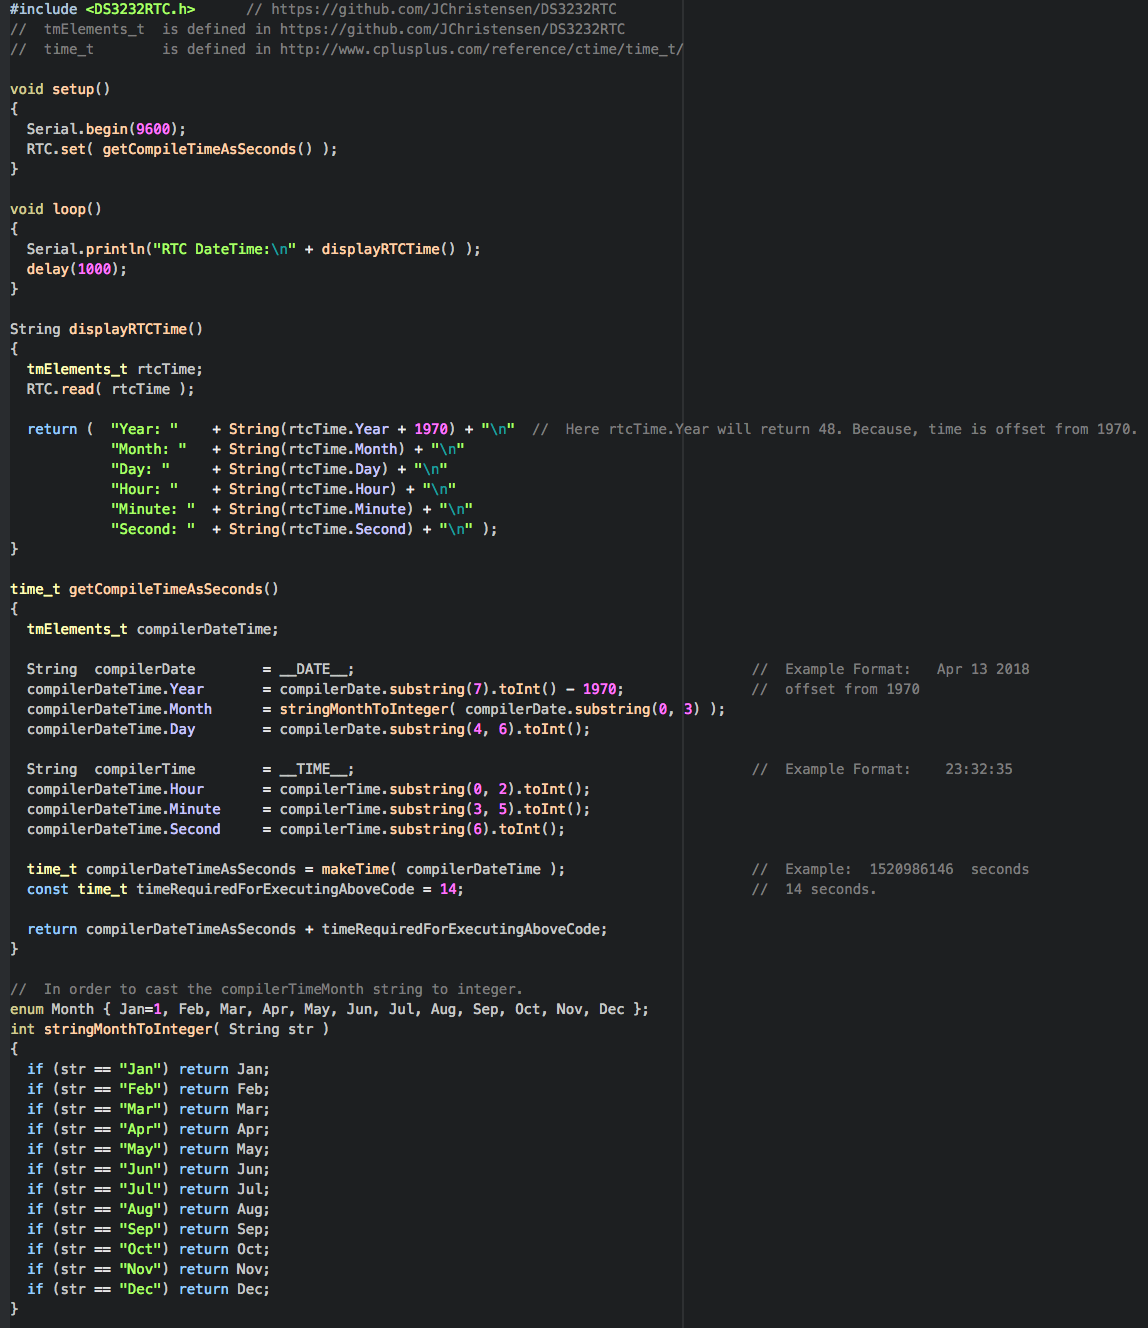 #include <DS3232RTC.h>      // https://github.com/JChristensen/DS3232RTC
//  tmElements_t  is defined in https://github.com/JChristensen/DS3232RTC
//  time_t        is defined in http://www.cplusplus.com/reference/ctime/time_t/

void setup()
{
  Serial.begin(9600);
  RTC.set( getCompileTimeAsSeconds() );
}

void loop()
{
  Serial.println("RTC DateTime:\n" + displayRTCTime() );
  delay(1000);
}

String displayRTCTime()
{
  tmElements_t rtcTime;
  RTC.read( rtcTime );

  return (  "Year: "    + String(rtcTime.Year + 1970) + "\n"  //  Here rtcTime.Year will return 48. Because, time is offset from 1970.
            "Month: "   + String(rtcTime.Month) + "\n"
            "Day: "     + String(rtcTime.Day) + "\n"
            "Hour: "    + String(rtcTime.Hour) + "\n"
            "Minute: "  + String(rtcTime.Minute) + "\n"
            "Second: "  + String(rtcTime.Second) + "\n" );
}

time_t getCompileTimeAsSeconds()
{
  tmElements_t compilerDateTime;

  String  compilerDate        = __DATE__;                                               //  Example Format:   Apr 13 2018
  compilerDateTime.Year       = compilerDate.substring(7).toInt() - 1970;               //  offset from 1970
  compilerDateTime.Month      = stringMonthToInteger( compilerDate.substring(0, 3) );
  compilerDateTime.Day        = compilerDate.substring(4, 6).toInt();

  String  compilerTime        = __TIME__;                                               //  Example Format:    23:32:35
  compilerDateTime.Hour       = compilerTime.substring(0, 2).toInt();
  compilerDateTime.Minute     = compilerTime.substring(3, 5).toInt();
  compilerDateTime.Second     = compilerTime.substring(6).toInt();

  time_t compilerDateTimeAsSeconds = makeTime( compilerDateTime );                      //  Example:  1520986146  seconds
  const time_t timeRequiredForExecutingAboveCode = 14;                                  //  14 seconds.

  return compilerDateTimeAsSeconds + timeRequiredForExecutingAboveCode;
}

//  In order to cast the compilerTimeMonth string to integer.
enum Month { Jan=1, Feb, Mar, Apr, May, Jun, Jul, Aug, Sep, Oct, Nov, Dec };
int stringMonthToInteger( String str )
{
  if (str == "Jan") return Jan;
  if (str == "Feb") return Feb;
  if (str == "Mar") return Mar;
  if (str == "Apr") return Apr;
  if (str == "May") return May;
  if (str == "Jun") return Jun;
  if (str == "Jul") return Jul;
  if (str == "Aug") return Aug;
  if (str == "Sep") return Sep;
  if (str == "Oct") return Oct;
  if (str == "Nov") return Nov;
  if (str == "Dec") return Dec;
}